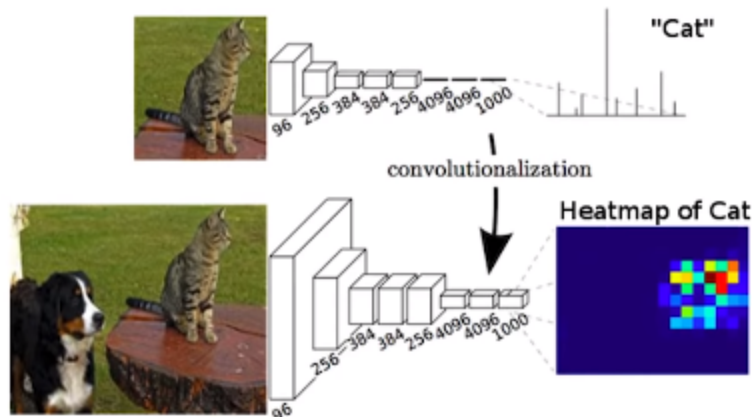 "Cat"
96 256 384 384 256 4096 4096 1000
convolutionalization
Heatmap of Cat
96 256 384 384 256 4096 4096 1000